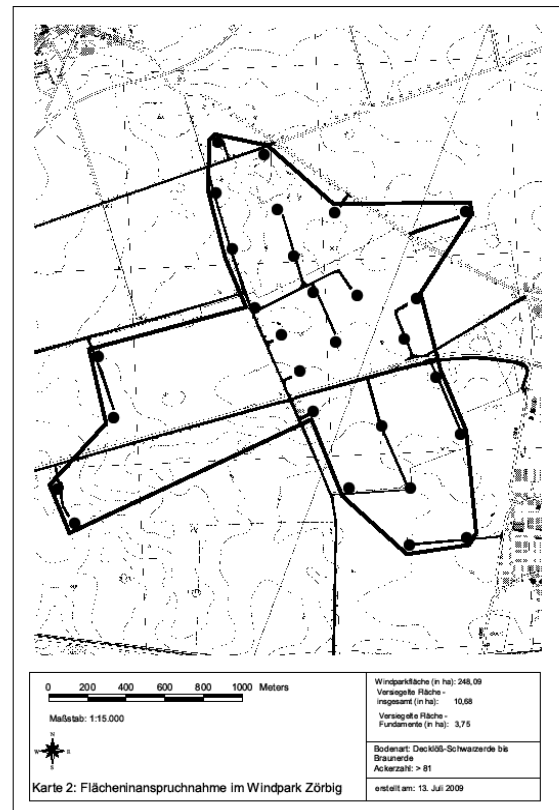 0 200 400 600 800 1000 Meters
Maßstab: 1:15.000
N
W E
S
Karte 2: Flächeninanspruchnahme im Windpark Zörbig
Windparkfläche (in ha): 248,09
Versiegelte Fläche -
insgesamt (in ha): 10,68
Versiegelte Fläche -
Fundamente (in ha): 3,75
Bodenart: Decklöß-Schwarzerde bis
Braunerde
Ackerzahl: > 81
erstellt am: 13. Juli 2009